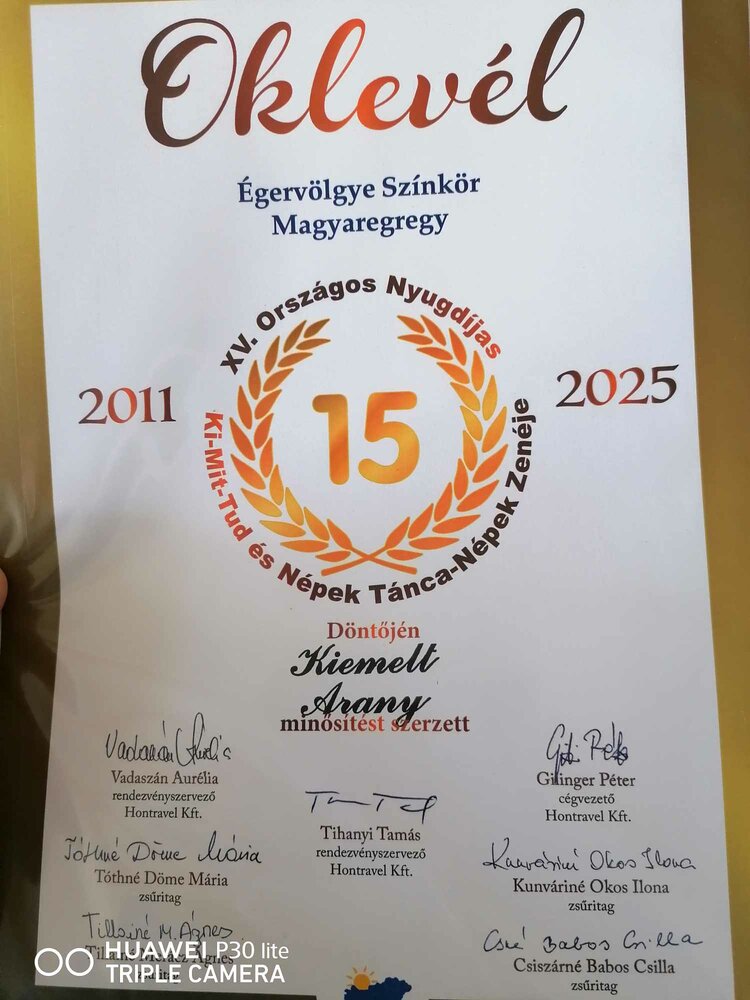 Oklevél
Égervölgye Színkör
Magyaregregy
XV. Országos Nyugdíjas
2011
15
2025
Ki-Mit-Tud és Népek Tánca-Népek Zenéje
Döntőjén
Kiemelt
Arany
minősítést szerzett
Vadaszán Aurélia
rendezvényszervező
Hontravel Kft.
Gilinger Péter
cégvezető
Hontravel Kft.
Tihanyi Tamás
rendezvényszervező
Hontravel Kft.
Tóthné Döme Mária
Tóthné Döme Mária
zsűritag
Kunváriné Okos Ilona
Kunváriné Okos Ilona
zsűritag
Tillainé M. Ágnes
Csné Babos Csilla
Csiszárné Babos Csilla
zsűritag
HUAWEI P30 lite
TRIPLE CAMERA